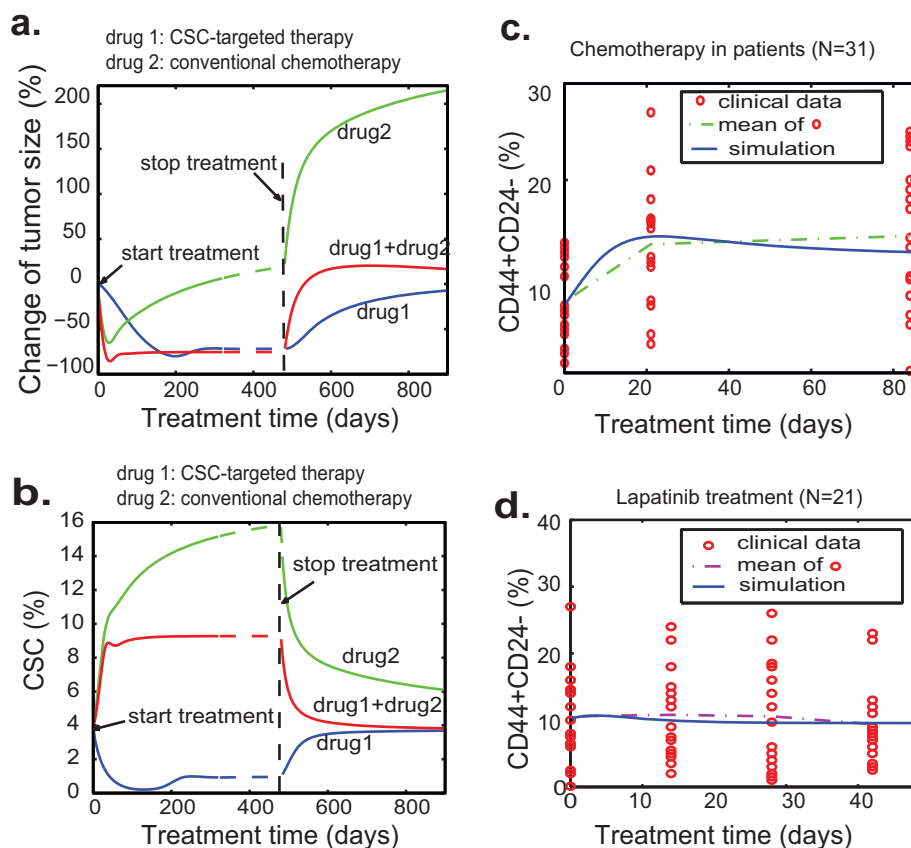 a.
drug 1: CSC-targeted therapy
drug 2: conventional chemotherapy
Change of tumor size (%)
200
150
100
50
0
−50
−100
drug2
stop treatment
start treatment
drug1+drug2
drug1
0 200 400 600 800
Treatment time (days)
c.
Chemotherapy in patients (N=31)
CD44+CD24- (%)
30
20
10
clinical data
mean of
simulation
0 20 40 60 80
Treatment time (days)
b.
drug 1: CSC-targeted therapy
drug 2: conventional chemotherapy
CSC (%)
16
14
12
10
8
6
4
2
0
stop treatment
drug2
start treatment
drug1+drug2
drug1
0 200 400 600 800
Treatment time (days)
d.
Lapatinib treatment (N=21)
CD44+CD24- (%)
40
30
20
10
0
clinical data
mean of
simulation
0 10 20 30 40
Treatment time (days)